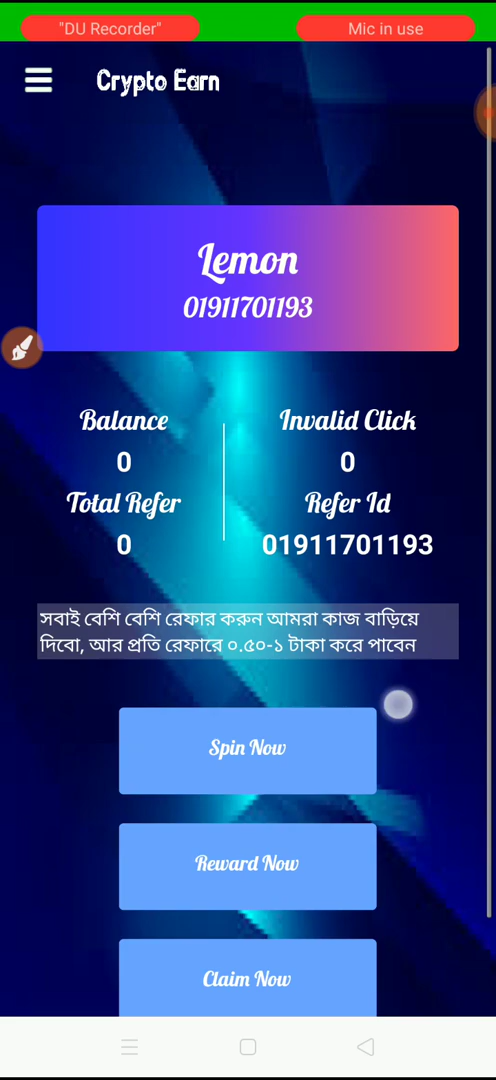 "DU Recorder"
Mic in use
Crypto Earn
Lemon
01911701193
Balance
Invalid Click
0
0
Total Refer
Refer Id
0
01911701193
সবাই বেশি বেশি রেফার করুন আমরা কাজ বাড়িয়ে
দিবো, আর প্রতি রেফারে ০.৫০-১ টাকা করে পাবেন
Spin Now
Reward Now
Claim Now